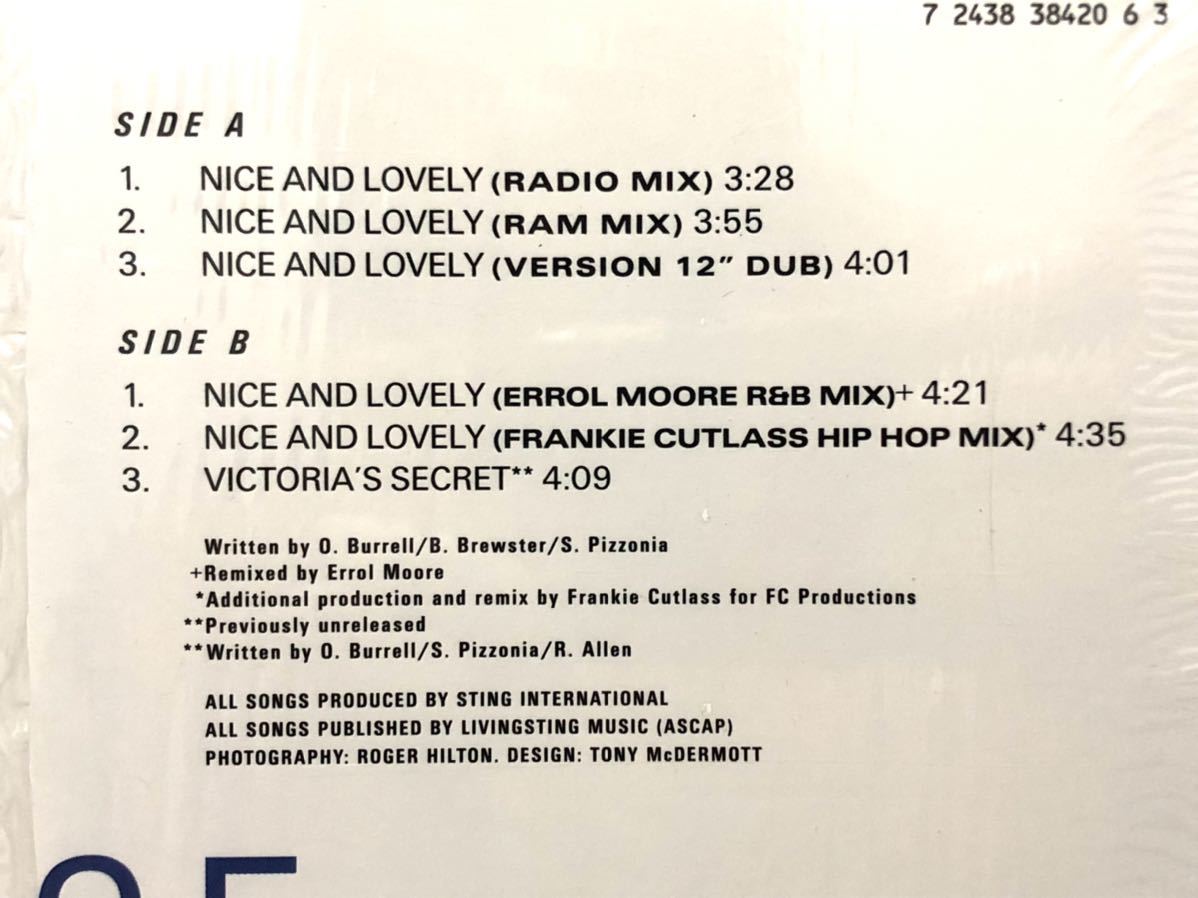 7 2438 38420 6 3
SIDE A
1. NICE AND LOVELY (RADIO MIX) 3:28
2. NICE AND LOVELY (RAM MIX) 3:55
3. NICE AND LOVELY (VERSION 12" DUB) 4:01
SIDE B
1. NICE AND LOVELY (ERROL MOORE R&B MIX)+ 4:21
2. NICE AND LOVELY (FRANKIE CUTLASS HIP HOP MIX)* 4:35
3. VICTORIA'S SECRET** 4:09
Written by O. Burrell/B. Brewster/S. Pizzonia
+Remixed by Errol Moore
*Additional production and remix by Frankie Cutlass for FC Productions
**Previously unreleased
**Written by O. Burrell/S. Pizzonia/R. Allen
ALL SONGS PRODUCED BY STING INTERNATIONAL
ALL SONGS PUBLISHED BY LIVINGSTING MUSIC (ASCAP)
PHOTOGRAPHY: ROGER HILTON. DESIGN: TONY McDERMOTT